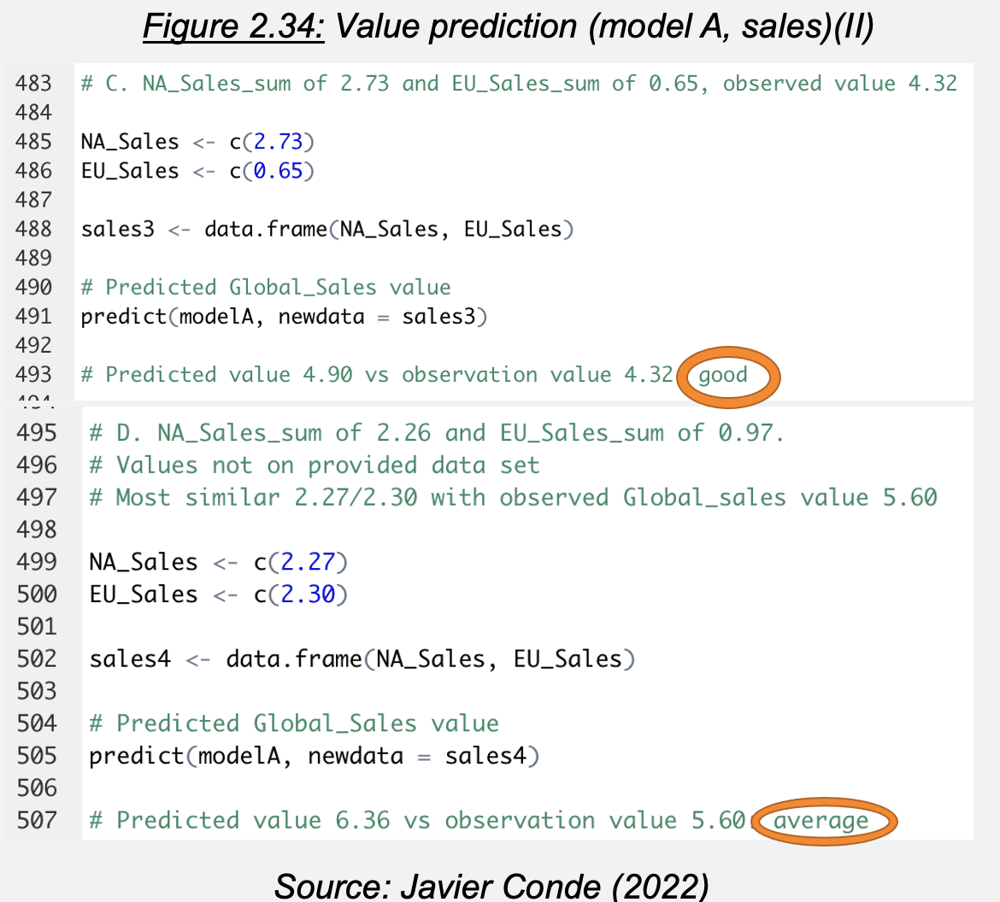 Figure 2.34: Value prediction (model A, sales)(II)
483 # C. NA_Sales_sum of 2.73 and EU_Sales_sum of 0.65, observed value 4.32
484
485 NA_Sales <- c(2.73)
486 EU_Sales <- c(0.65)
487
488 sales3 <- data.frame(NA_Sales, EU_Sales)
489
490 # Predicted Global_Sales value
491 predict(modelA, newdata = sales3)
492
493 # Predicted value 4.90 vs observation value 4.32 good
494
495 # D. NA_Sales_sum of 2.26 and EU_Sales_sum of 0.97.
496 # Values not on provided data set
497 # Most similar 2.27/2.30 with observed Global_sales value 5.60
498
499 NA_Sales <- c(2.27)
500 EU_Sales <- c(2.30)
501
502 sales4 <- data.frame(NA_Sales, EU_Sales)
503
504 # Predicted Global_Sales value
505 predict(modelA, newdata = sales4)
506
507 # Predicted value 6.36 vs observation value 5.60: average
Source: Javier Conde (2022)